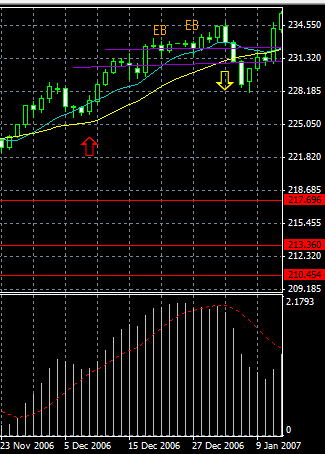 EB
EB
234.550
231.320
228.185
225.050
221.820
218.685
217.696
215.455
213.360
212.320
210.454
209.185
2.1793
0
23 Nov 2006
5 Dec 2006
15 Dec 2006
27 Dec 2006
9 Jan 2007